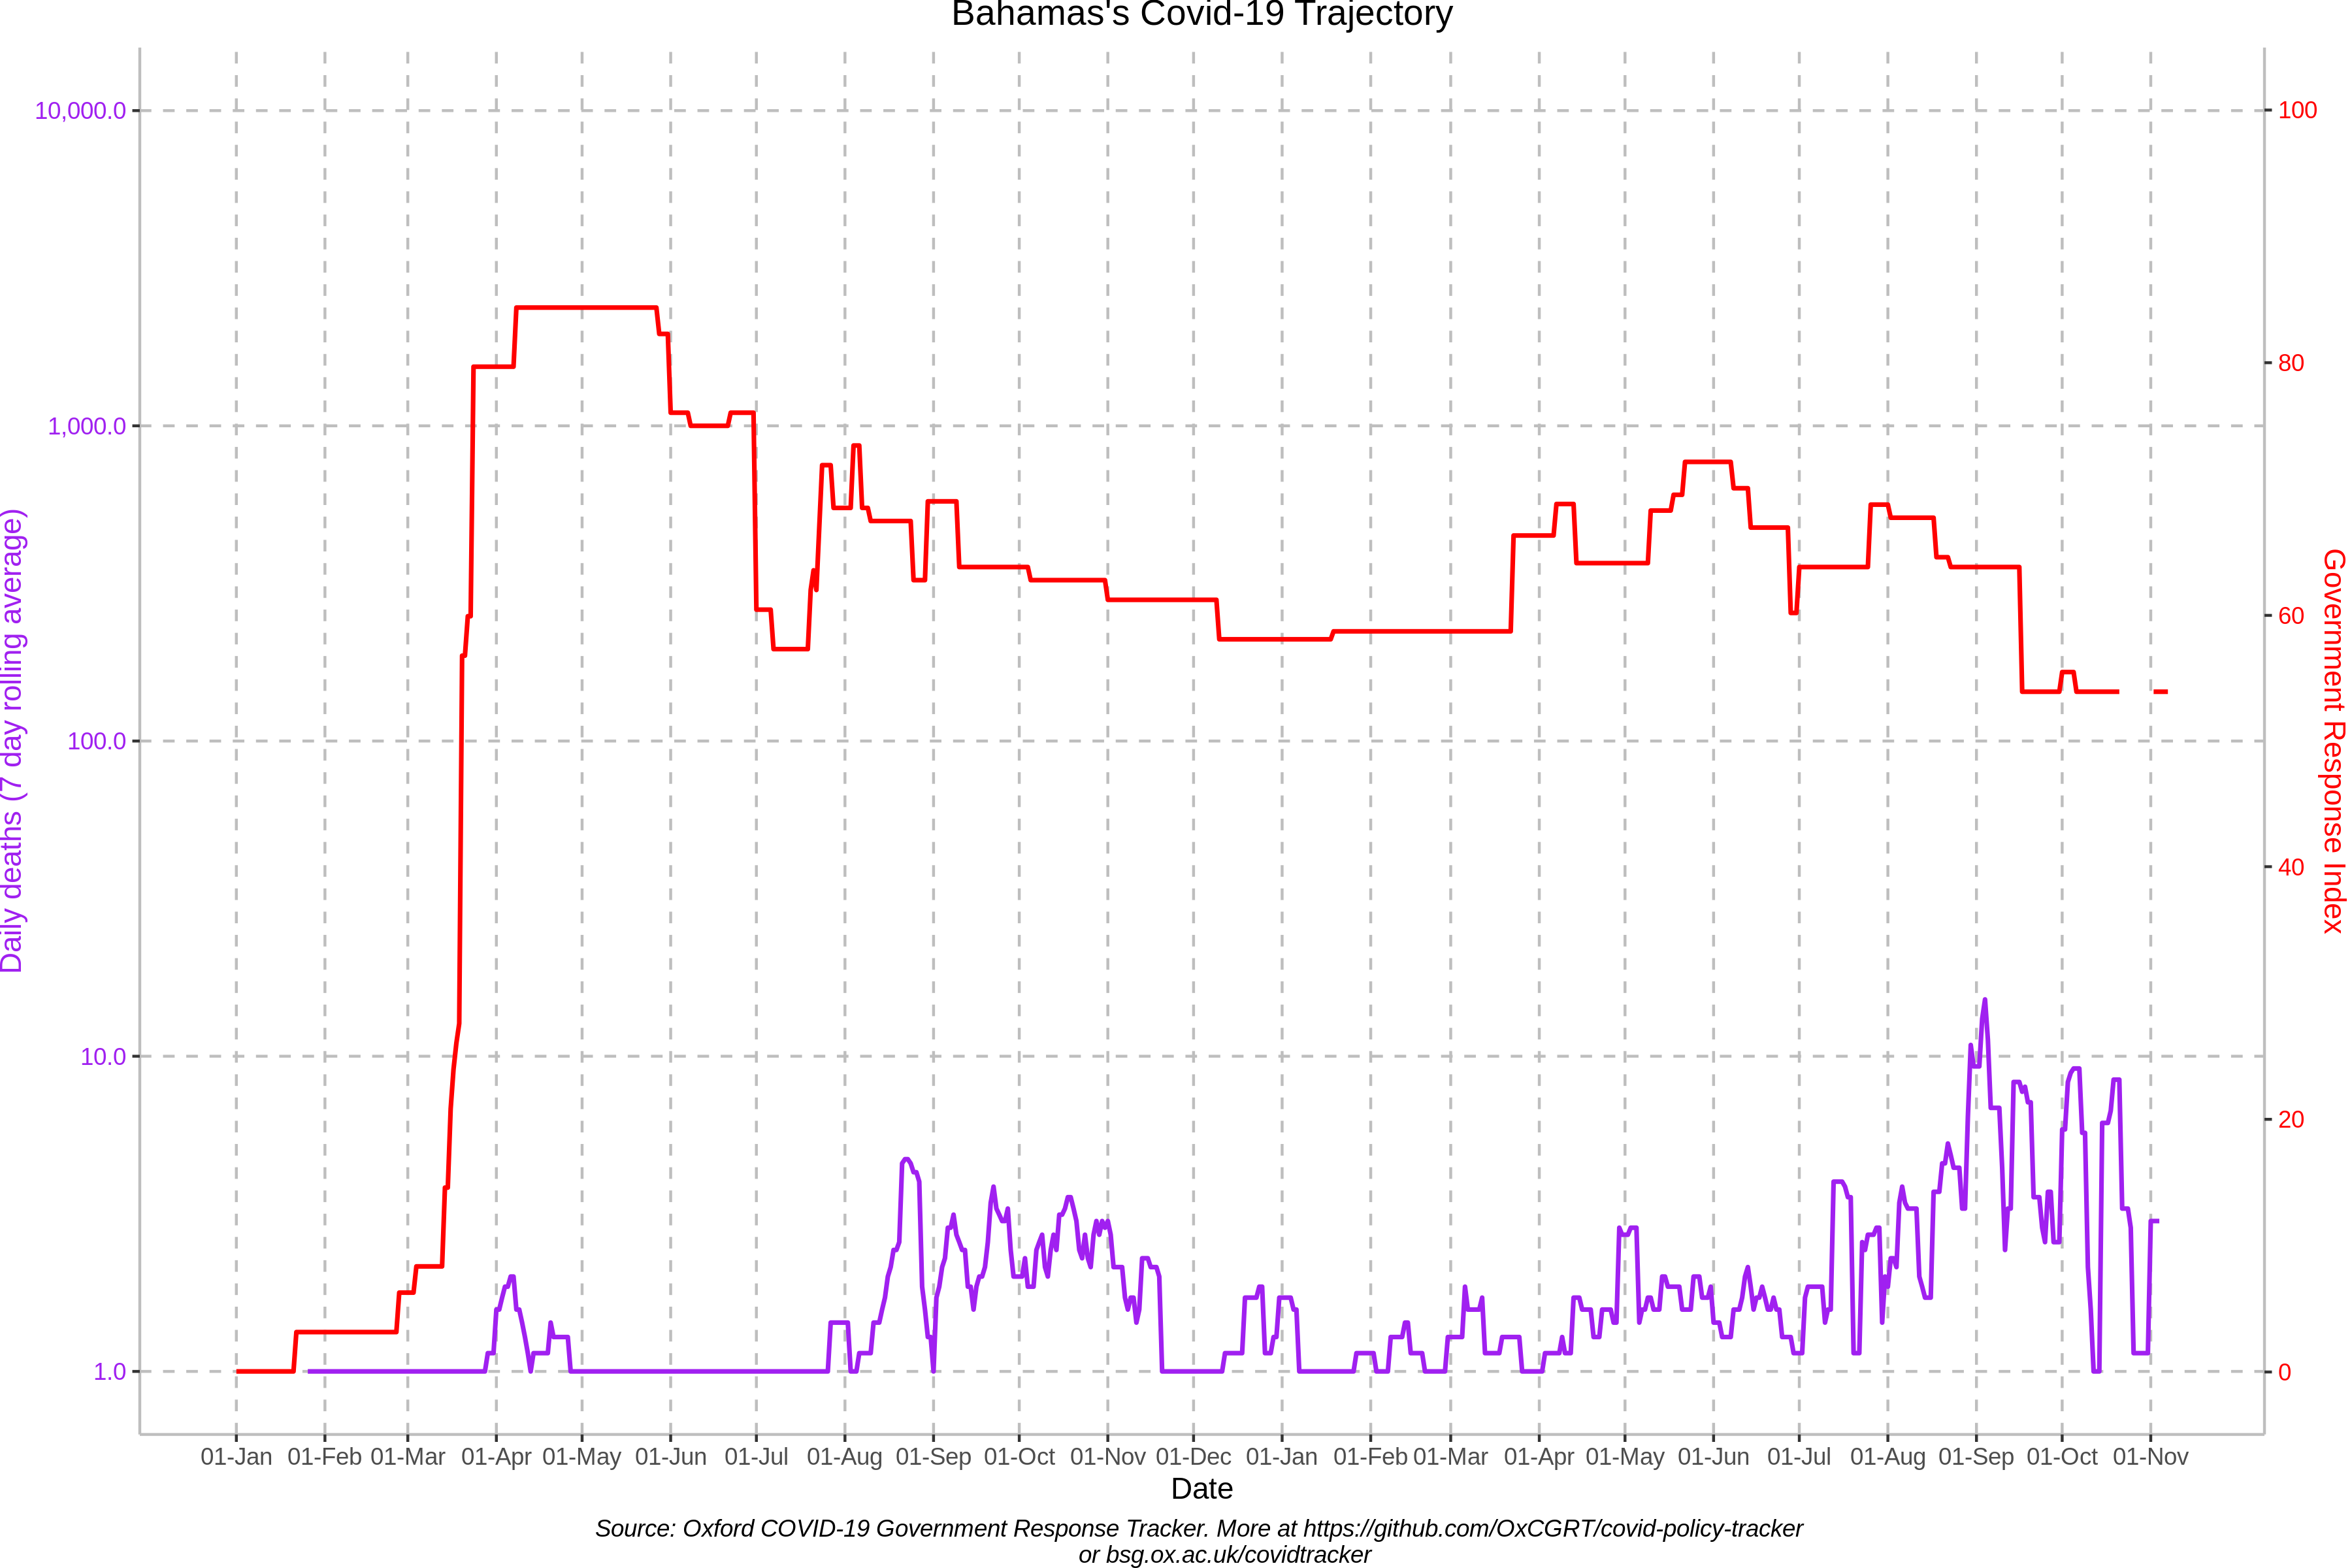 Bahamas's Covid-19 Trajectory
Daily deaths (7 day rolling average)
10,000.0
1,000.0
100.0
10.0
1.0
100
80
60
40
20
0
Government Response Index
01-Jan 01-Feb 01-Mar 01-Apr 01-May 01-Jun 01-Jul 01-Aug 01-Sep 01-Oct 01-Nov 01-Dec 01-Jan 01-Feb 01-Mar 01-Apr 01-May 01-Jun 01-Jul 01-Aug 01-Sep 01-Oct 01-Nov
Date
Source: Oxford COVID-19 Government Response Tracker. More at https://github.com/OxCGRT/covid-policy-tracker
or bsg.ox.ac.uk/covidtracker